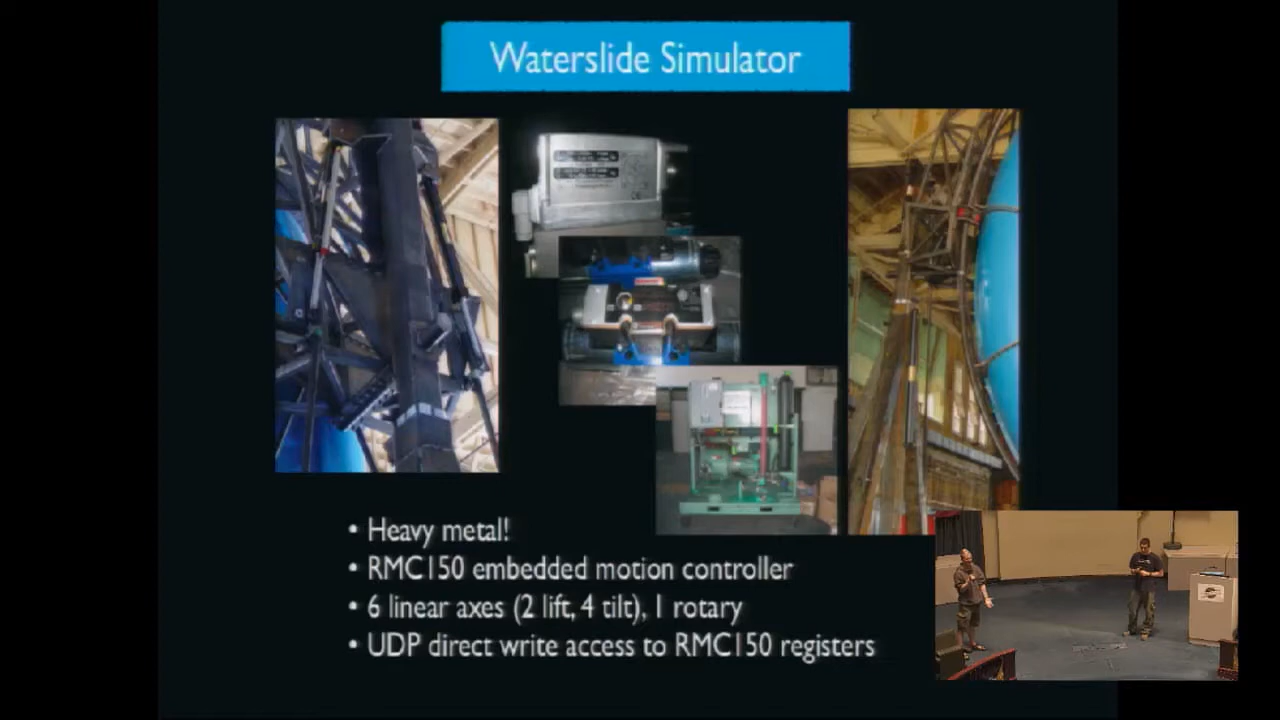 Waterslide Simulator
• Heavy metal!
• RMC150 embedded motion controller
• 6 linear axes (2 lift, 4 tilt), 1 rotary
• UDP direct write access to RMC150 registers